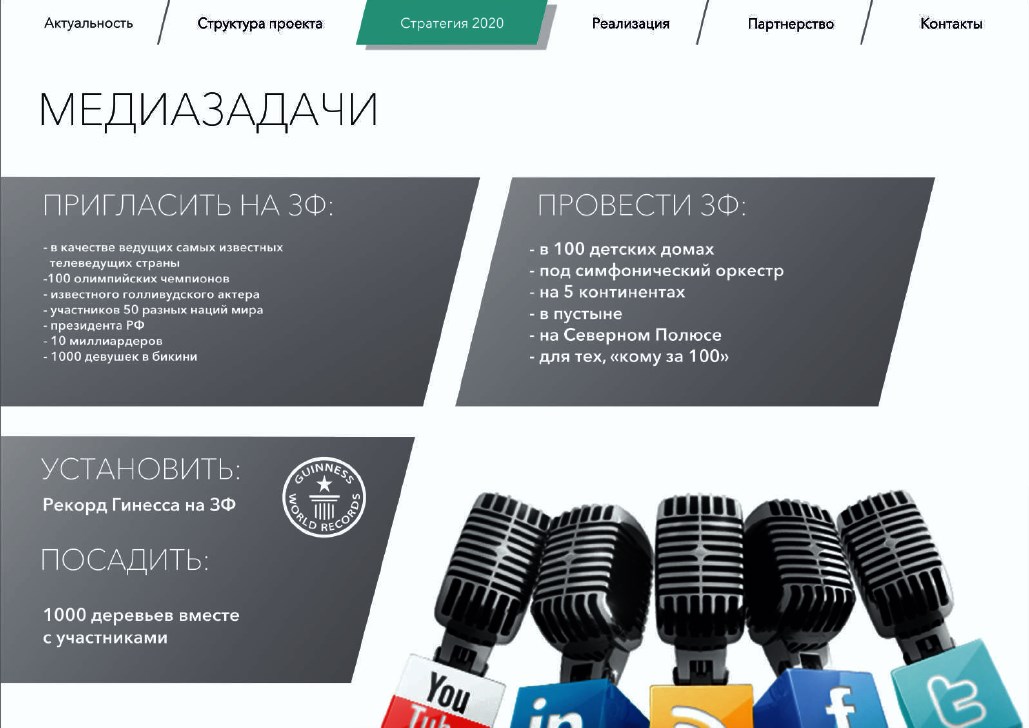 Актуальность
Структура проекта
Стратегия 2020
Реализация
Партнерство
Контакты
МЕДИАЗАДАЧИ
ПРИГЛАСИТЬ НА ЗФ:
- в качестве ведущих самых известных
телеведущих страны
-100 олимпийских чемпионов
- известного голливудского актера
- участников 50 разных наций мира
- президента РФ
- 10 миллиардеров
- 1000 девушек в бикини
ПРОВЕСТИ ЗФ:
- в 100 детских домах
- под симфонический оркестр
- на 5 континентах
- в пустыне
- на Северном Полюсе
- для тех, «кому за 100»
УСТАНОВИТЬ:
Рекорд Гинесса на ЗФ
GUINNESS
WORLD RECORDS
ПОСАДИТЬ:
1000 деревьев вместе
с участниками
You
Tube
in
f
t